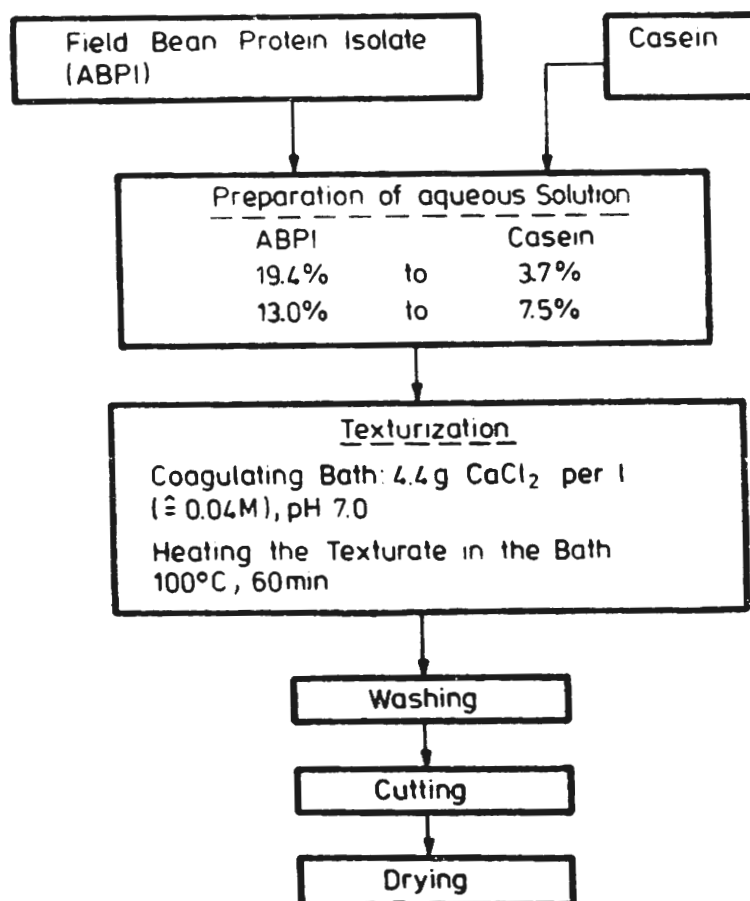 Field Bean Protein Isolate
(ABPI)
Casein
Preparation of aqueous Solution
ABPI Casein
19.4% to 3.7%
13.0% to 7.5%
Texturization
Coagulating Bath: 4.4g CaCl₂ per l
(≙ 0.04M), pH 7.0
Heating the Texturate in the Bath
100°C, 60min
Washing
Cutting
Drying